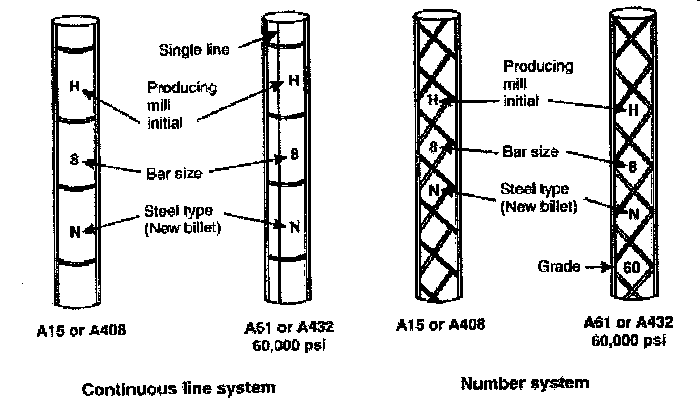 Single line
H
H
Producing
mill
initial
8
8
Bar size
N
N
Steel type
(New billet)
A15 or A408
A61 or A432
60,000 psi
Continuous line system
H
H
Producing
mill
initial
8
8
Bar size
N
N
Steel type
(New billet)
Grade
60
A15 or A408
A61 or A432
60,000 psi
Number system